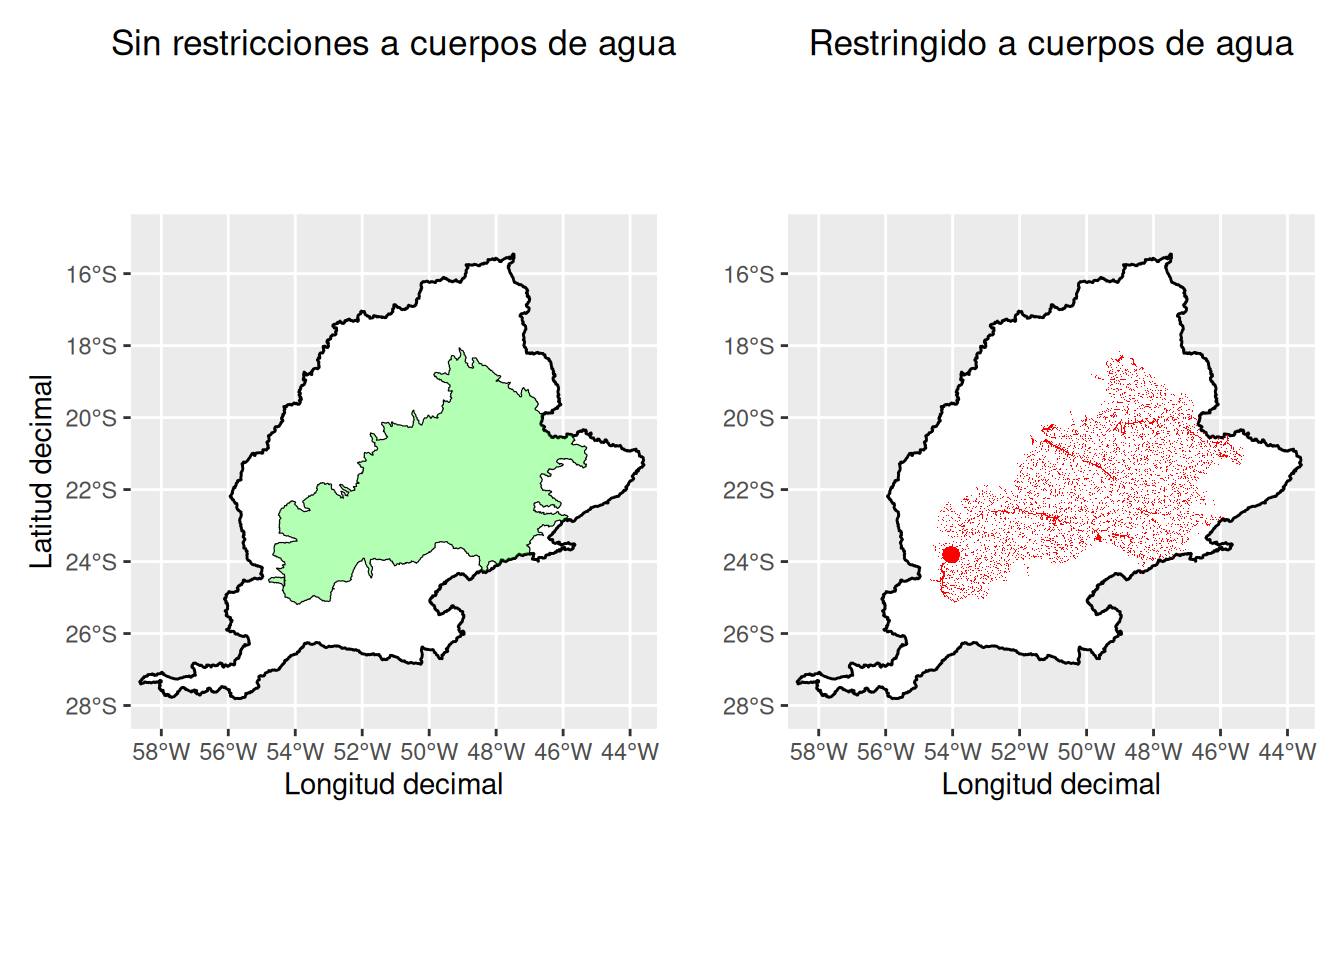 Sin restricciones a cuerpos de agua
Restringido a cuerpos de agua
Latitud decimal
16°S
18°S
20°S
22°S
24°S
26°S
28°S
58°W 56°W 54°W 52°W 50°W 48°W 46°W 44°W
Longitud decimal
16°S
18°S
20°S
22°S
24°S
26°S
28°S
58°W 56°W 54°W 52°W 50°W 48°W 46°W 44°W
Longitud decimal